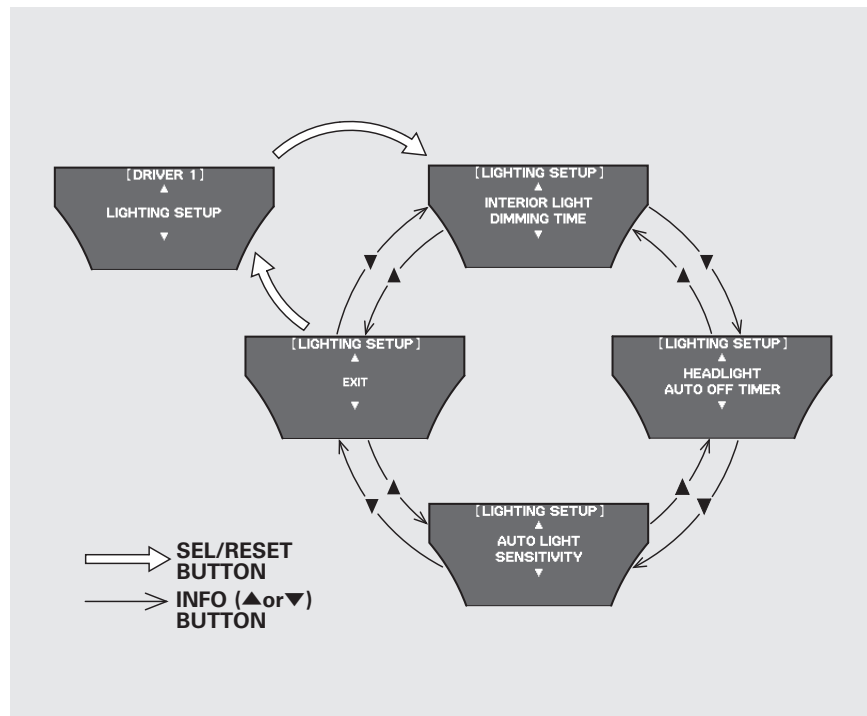 [DRIVER 1]
▲
LIGHTING SETUP
▼
[LIGHTING SETUP]
▲
INTERIOR LIGHT
DIMMING TIME
▼
▼
▲
▲
▼
[LIGHTING SETUP]
▲
EXIT
▼
[LIGHTING SETUP]
▲
HEADLIGHT
AUTO OFF TIMER
▼
▲
▼
▲
▼
[LIGHTING SETUP]
▲
AUTO LIGHT
SENSITIVITY
▼
SEL/RESET
BUTTON
INFO (▲or▼)
BUTTON